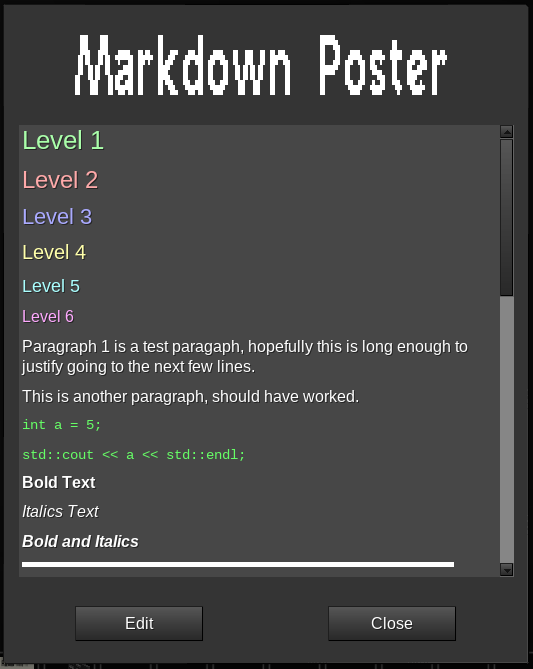 Markdown Poster
Level 1
Level 2
Level 3
Level 4
Level 5
Level 6
Paragraph 1 is a test paragaph, hopefully this is long enough to
justify going to the next few lines.
This is another paragraph, should have worked.
int a = 5;
std::cout << a << std::endl;
Bold Text
Italics Text
Bold and Italics
Edit
Close